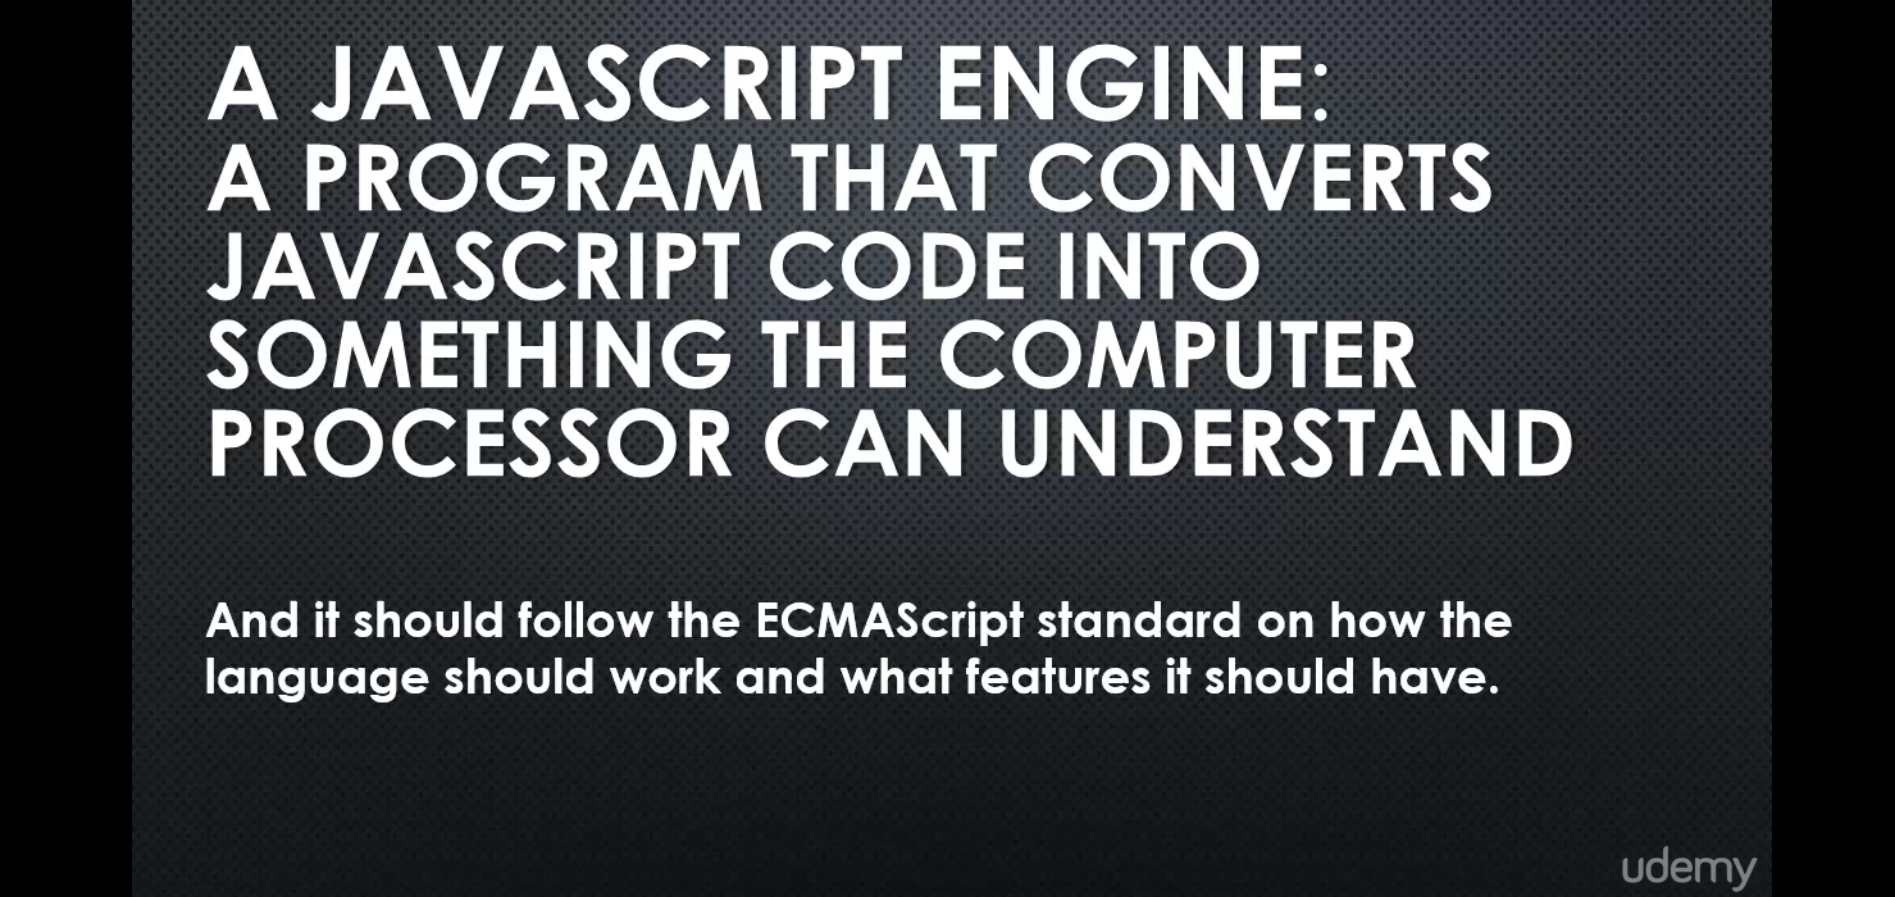 A JAVASCRIPT ENGINE:
A PROGRAM THAT CONVERTS
JAVASCRIPT CODE INTO
SOMETHING THE COMPUTER
PROCESSOR CAN UNDERSTAND
And it should follow the ECMAScript standard on how the
language should work and what features it should have.
udemy